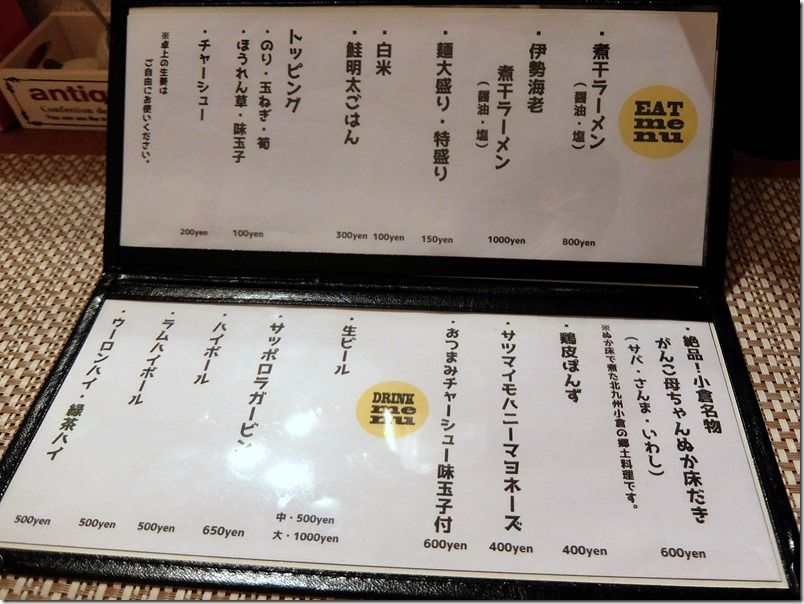 EAT
me
nu
・煮干ラーメン
（醤油・塩）
800yen
・伊勢海老
煮干ラーメン
（醤油・塩）
1000yen
・麺大盛り・特盛り
150yen
・白米
100yen
・鮭明太ごはん
300yen
トッピング
・のり・玉ねぎ・筍
・ほうれん草・味玉子
100yen
・チャーシュー
200yen
※卓上の生姜は
ご自由にお使いください。
・絶品！小倉名物
がんこ母ちゃんぬか床だき
（サバ・さんま・いわし）
※ぬか床で煮た北九州小倉の郷土料理です。
600yen
・鶏皮ぽんず
400yen
・サツマイモハニーマヨネーズ
400yen
・おつまみチャーシュー味玉子付
600yen
DRINK
me
nu
・生ビール
中・500yen
大・1000yen
・サッポロラガービン
650yen
・ハイボール
500yen
・ラムハイボール
500yen
・ウーロンハイ・緑茶ハイ
500yen
antiq
Confection de
You can use the